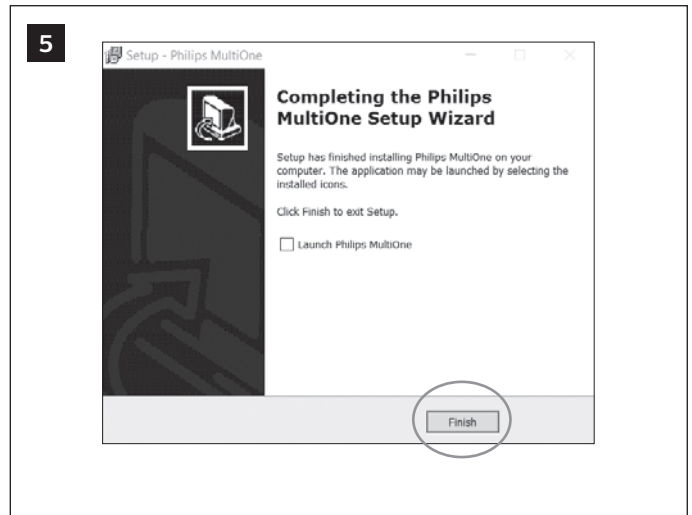 5
Setup - Philips MultiOne
Completing the Philips
MultiOne Setup Wizard
Setup has finished installing Philips MultiOne on your
computer. The application may be launched by selecting the
installed icons.
Click Finish to exit Setup.
Launch Philips MultiOne
Finish